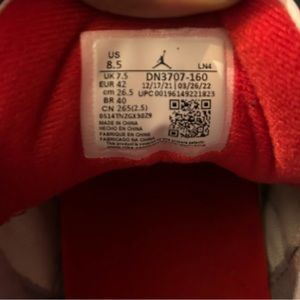 US
8.5
LN4
UK 7.5 DN3707-160
EUR 42 12/17/21 03/26/22
cm 26.5 UPC 00196149221823
BR 40
CN 265(2.5)
MADE IN CHINA
HECHO EN CHINA
FABRIQUÉ EN CHINE